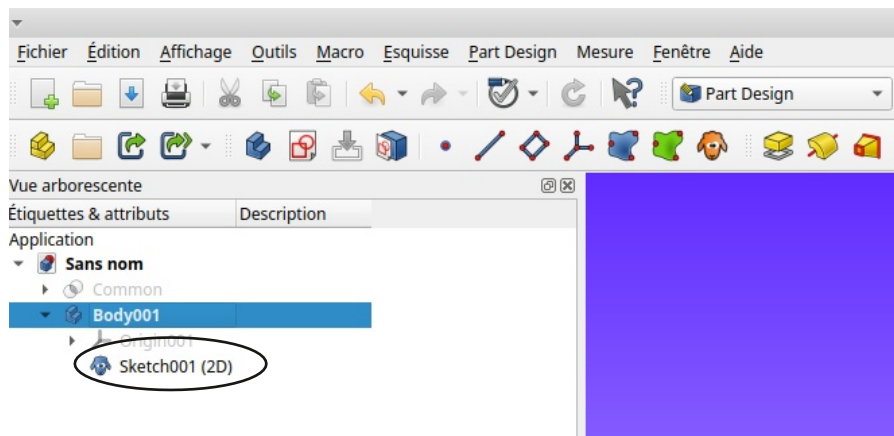 Fichier Édition Affichage Outils Macro Esquisse Part Design Mesure Fenêtre Aide
Part Design
Vue arborescente
Étiquettes & attributs Description
Application
Sans nom
Common
Body001
Origin001
Sketch001 (2D)